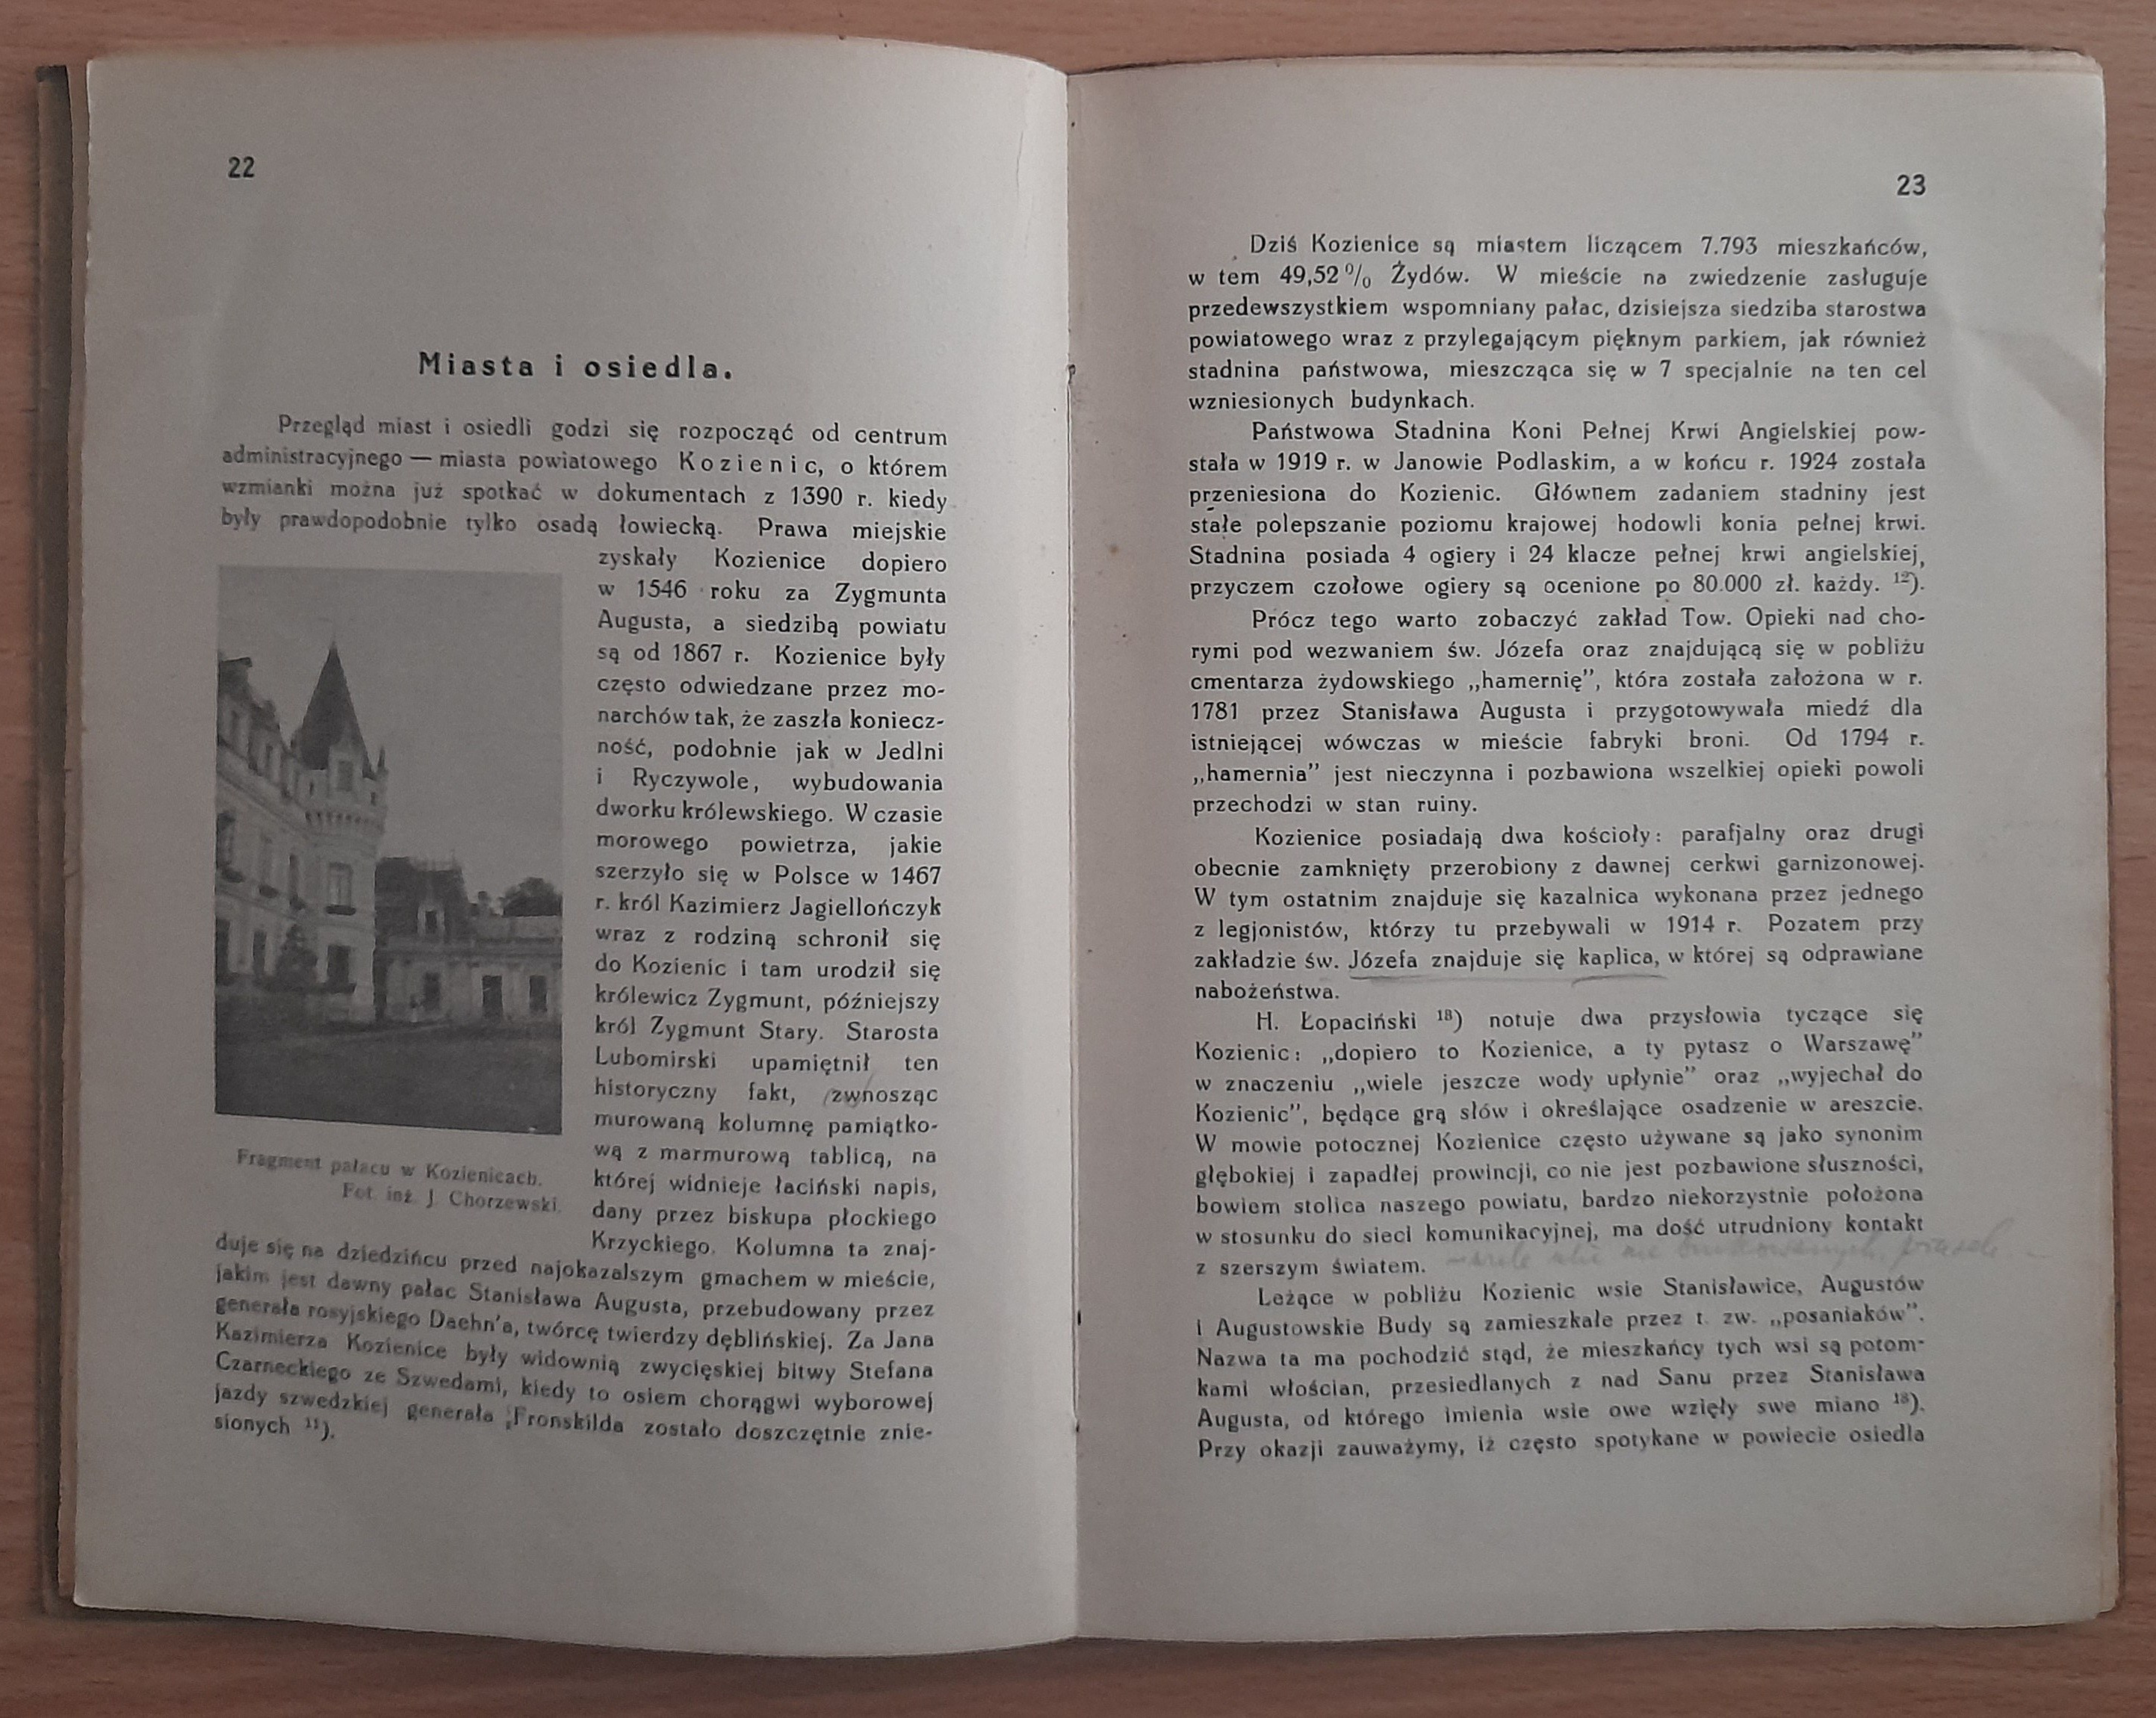 22
Miasta i osiedla.
Przegląd miast i osiedli godzi się rozpocząć od centrum
administracyjnego — miasta powiatowego Kozienic, o którem
wzmianki można już spotkać w dokumentach z 1390 r. kiedy
były prawdopodobnie tylko osadą łowiecką. Prawa miejskie
zyskały Kozienice dopiero
w 1546 roku za Zygmunta
Augusta, a siedzibą powiatu
są od 1867 r. Kozienice były
często odwiedzane przez mo-
narchów tak, że zaszła koniecz-
ność, podobnie jak w Jedlni
i Ryczywole, wybudowania
dworku królewskiego. W czasie
morowego powietrza, jakie
szerzyło się w Polsce w 1467
r. król Kazimierz Jagiellończyk
wraz z rodziną schronił się
do Kozienic i tam urodził się
królewicz Zygmunt, późniejszy
król Zygmunt Stary. Starosta
Lubomirski upamiętnił ten
historyczny fakt, zwnosząc
murowaną kolumnę pamiątko-
wą z marmurową tablicą, na
której widnieje łaciński napis,
dany przez biskupa płockiego
Krzyckiego. Kolumna ta znaj-
Fragment pałacu w Kozienicach.
Fot. inż. J. Chorzewski.
duje się na dziedzińcu przed najokazalszym gmachem w mieście,
jakim jest dawny pałac Stanisława Augusta, przebudowany przez
generała rosyjskiego Daehn'a, twórcę twierdzy dęblińskiej. Za Jana
Kazimierza Kozienice były widownią zwycięskiej bitwy Stefana
Czarneckiego ze Szwedami, kiedy to osiem chorągwi wyborowej
jazdy szwedzkiej generała Fronskilda zostało doszczętnie znie-
sionych ¹¹).
23
Dziś Kozienice są miastem liczącem 7.793 mieszkańców,
w tem 49,52% Żydów. W mieście na zwiedzenie zasługuje
przedewszystkiem wspomniany pałac, dzisiejsza siedziba starostwa
powiatowego wraz z przylegającym pięknym parkiem, jak również
stadnina państwowa, mieszcząca się w 7 specjalnie na ten cel
wzniesionych budynkach.
Państwowa Stadnina Koni Pełnej Krwi Angielskiej pow-
stała w 1919 r. w Janowie Podlaskim, a w końcu r. 1924 została
przeniesiona do Kozienic. Głównem zadaniem stadniny jest
stałe polepszanie poziomu krajowej hodowli konia pełnej krwi.
Stadnina posiada 4 ogiery i 24 klacze pełnej krwi angielskiej,
przyczem czołowe ogiery są ocenione po 80.000 zł. każdy. ¹²).
Prócz tego warto zobaczyć zakład Tow. Opieki nad cho-
rymi pod wezwaniem św. Józefa oraz znajdującą się w pobliżu
cmentarza żydowskiego „hamernię”, która została założona w r.
1781 przez Stanisława Augusta i przygotowywała miedź dla
istniejącej wówczas w mieście fabryki broni. Od 1794 r.
„hamernia” jest nieczynna i pozbawiona wszelkiej opieki powoli
przechodzi w stan ruiny.
Kozienice posiadają dwa kościoły: parafjalny oraz drugi
obecnie zamknięty przerobiony z dawnej cerkwi garnizonowej.
W tym ostatnim znajduje się kazalnica wykonana przez jednego
z legjonistów, którzy tu przebywali w 1914 r. Pozatem przy
zakładzie św. Józefa znajduje się kaplica, w której są odprawiane
nabożeństwa.
H. Łopaciński ¹³) notuje dwa przysłowia tyczące się
Kozienic: „dopiero to Kozienice, a ty pytasz o Warszawę”
w znaczeniu „wiele jeszcze wody upłynie” oraz „wyjechał do
Kozienic”, będące grą słów i określające osadzenie w areszcie.
W mowie potocznej Kozienice często używane są jako synonim
głębokiej i zapadłej prowincji, co nie jest pozbawione słuszności,
bowiem stolica naszego powiatu, bardzo niekorzystnie położona
w stosunku do sieci komunikacyjnej, ma dość utrudniony kontakt
z szerszym światem.
Leżące w pobliżu Kozienic wsie Stanisławice, Augustów
i Augustowskie Budy są zamieszkałe przez t. zw. „posaniaków”.
Nazwa ta ma pochodzić stąd, że mieszkańcy tych wsi są potom-
kami włościan, przesiedlanych z nad Sanu przez Stanisława
Augusta, od którego imienia wsie owe wzięły swe miano ¹³).
Przy okazji zauważymy, iż często spotykane w powiecie osiedla